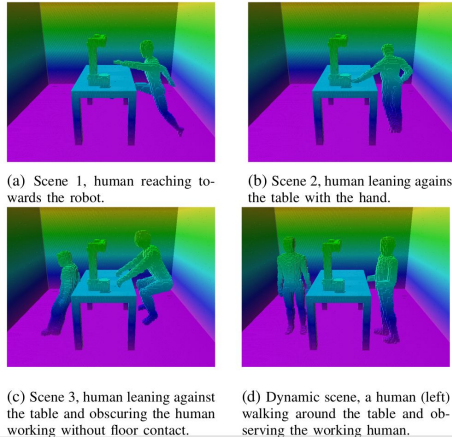 (a) Scene 1, human reaching to-
wards the robot.
(b) Scene 2, human leaning agains
the table with the hand.
(c) Scene 3, human leaning against
the table and obscuring the human
working without floor contact.
(d) Dynamic scene, a human (left)
walking around the table and ob-
serving the working human.